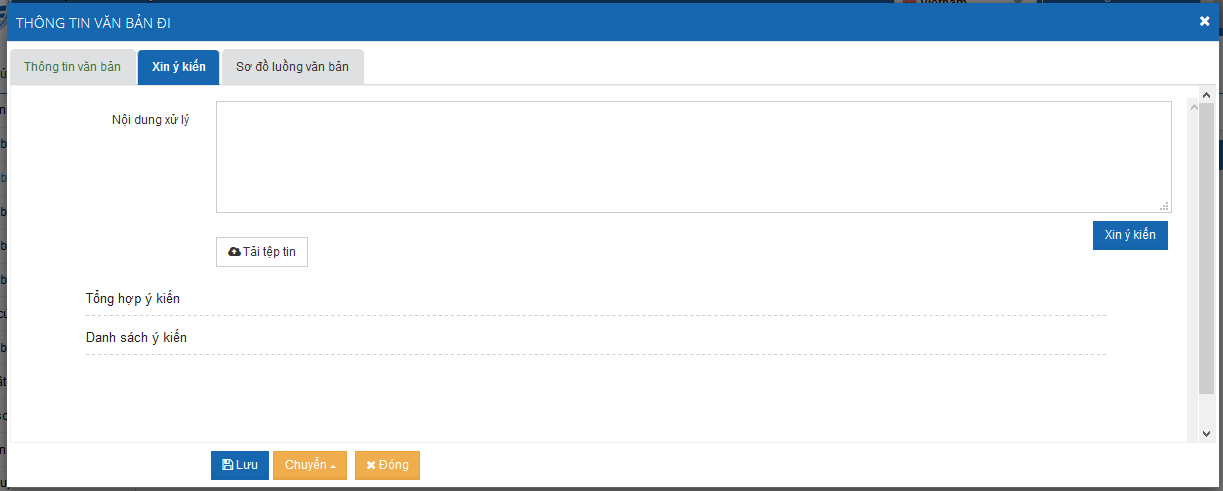 Vietnam
THÔNG TIN VĂN BẢN ĐI
Thông tin văn bản Xin ý kiến Sơ đồ luồng văn bản
Nội dung xử lý
Xin ý kiến
Tải tệp tin
Tổng hợp ý kiến
Danh sách ý kiến
Lưu Chuyển Đóng